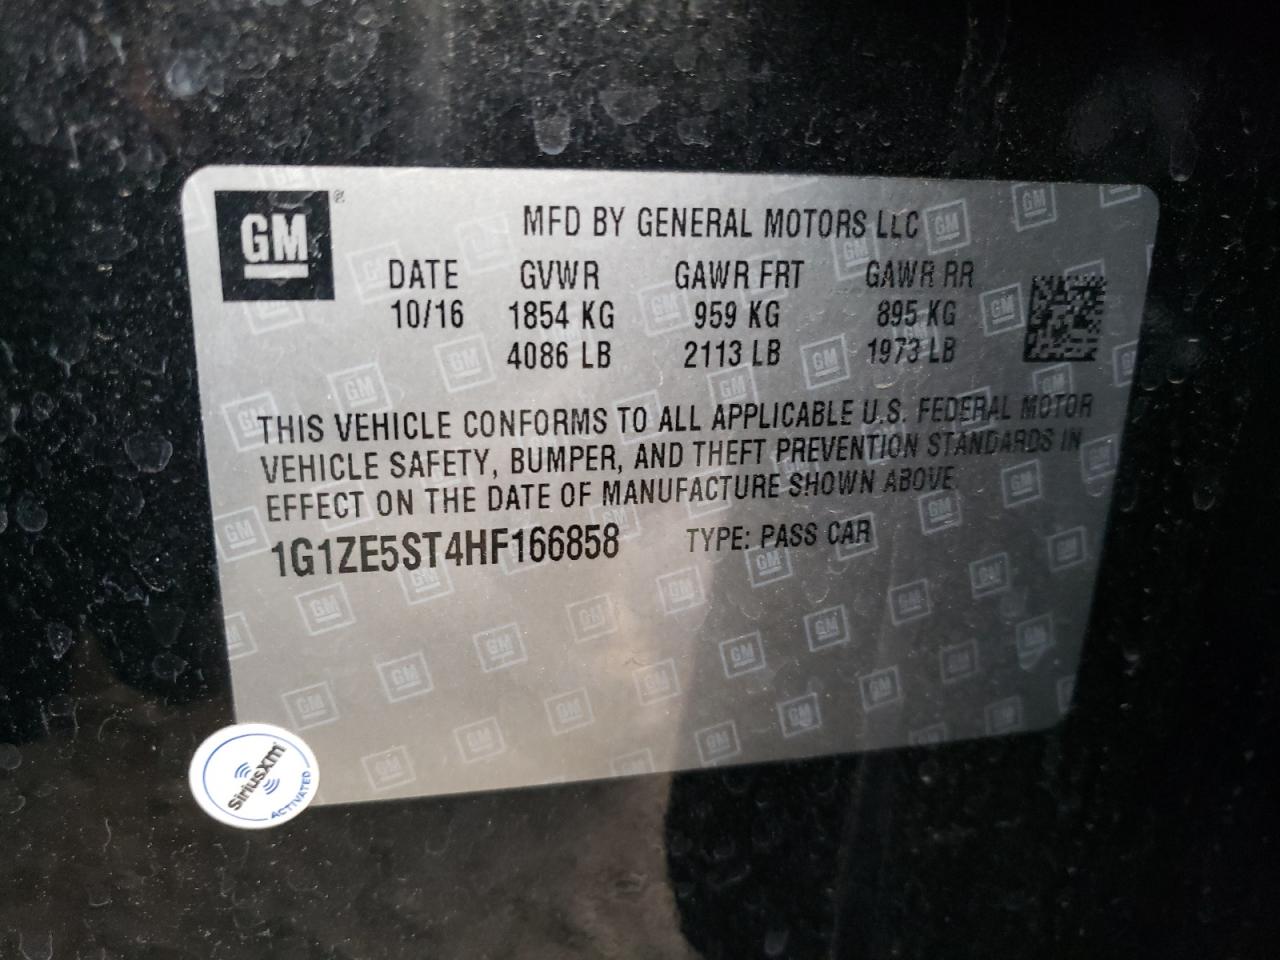 GM ®
MFD BY GENERAL MOTORS LLC
DATE GVWR GAWR FRT GAWR RR
10/16 1854 KG 959 KG 895 KG
4086 LB 2113 LB 1973 LB
THIS VEHICLE CONFORMS TO ALL APPLICABLE U.S. FEDERAL MOTOR
VEHICLE SAFETY, BUMPER, AND THEFT PREVENTION STANDARDS IN
EFFECT ON THE DATE OF MANUFACTURE SHOWN ABOVE.
1G1ZE5ST4HF166858 TYPE: PASS CAR
SiriusXm
ACTIVATED